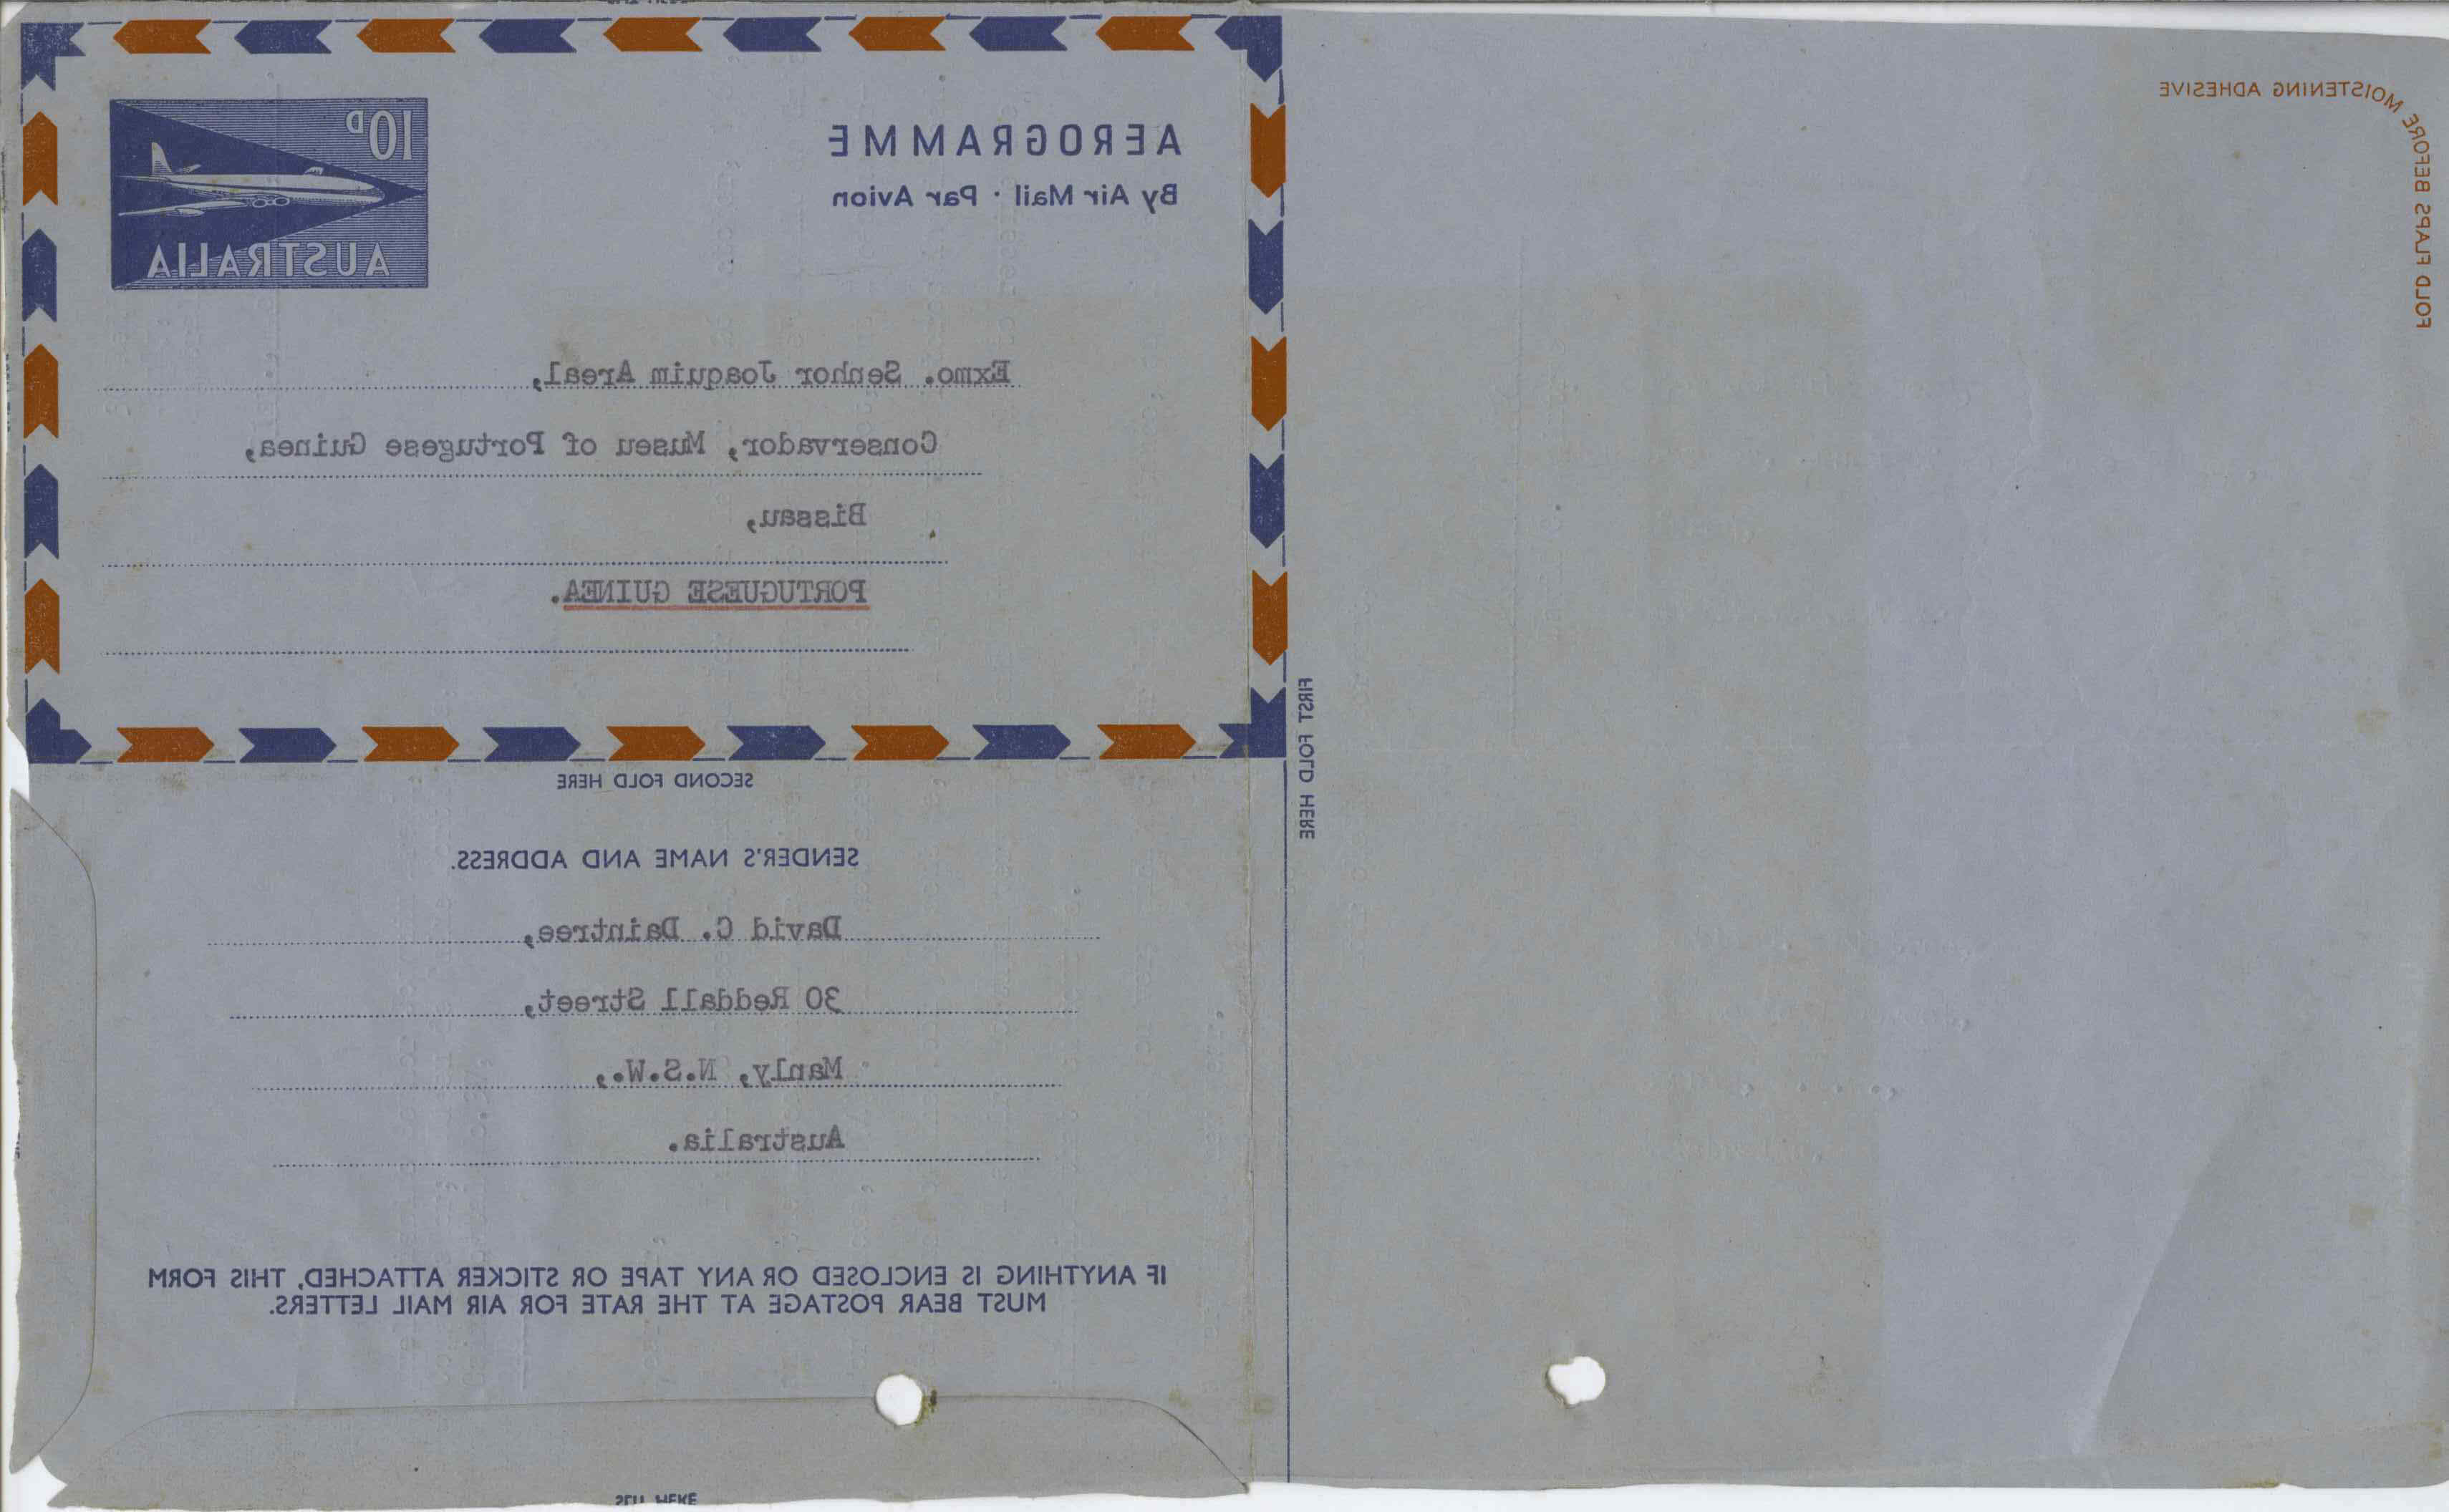 AEROGRAMME
By Air Mail · Par Avion
10D
AUSTRALIA
Exmo. Senhor Joaquim Areal,
Conservador, Museu of Portugese Guinea,
Bissau,
PORTUGUESE GUINEA.
SECOND FOLD HERE
SENDER'S NAME AND ADDRESS.
David C. Daintree,
30 Reddall Street,
Manly, N.S.W.,
Australia.
IF ANYTHING IS ENCLOSED OR ANY TAPE OR STICKER ATTACHED, THIS FORM
MUST BEAR POSTAGE AT THE RATE FOR AIR MAIL LETTERS.
FIRST FOLD HERE
FOLD FLAPS BEFORE MOISTENING ADHESIVE
HERE